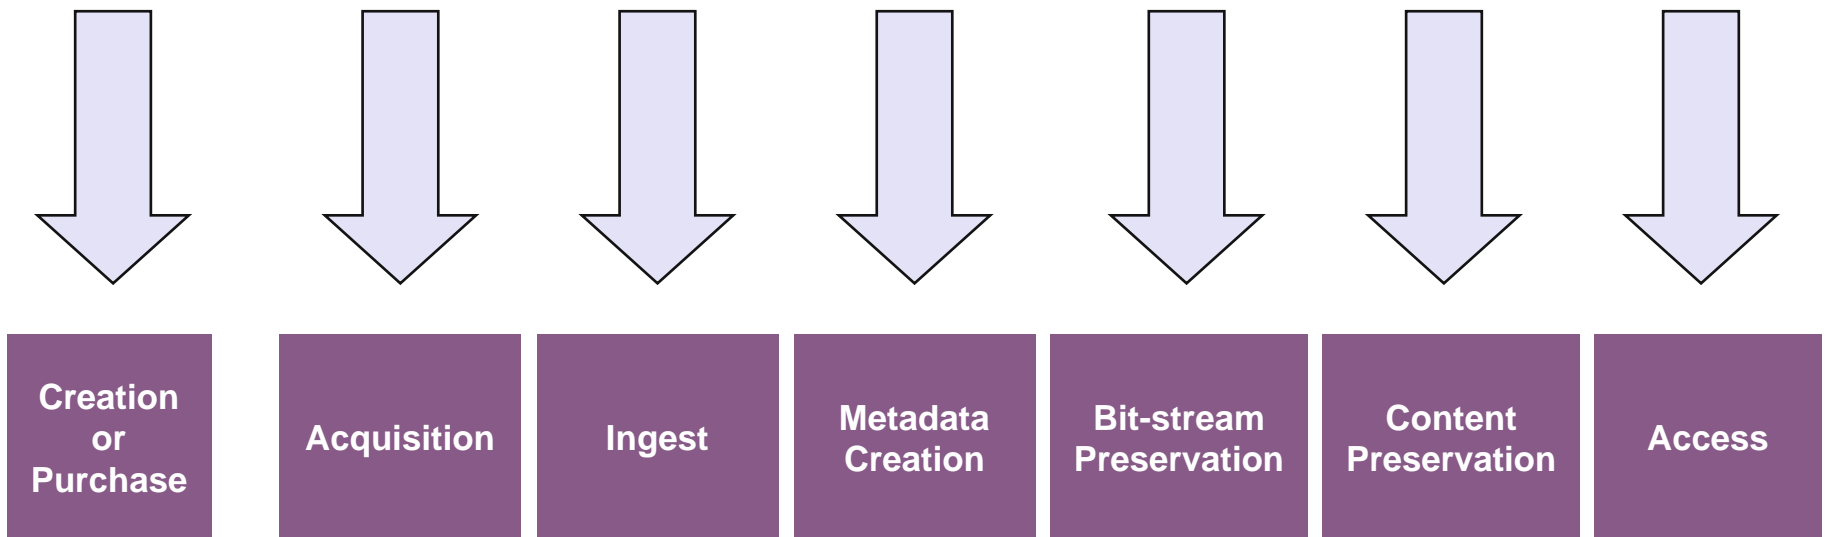 Creation
or
Purchase
Acquisition
Ingest
Metadata
Creation
Bit-stream
Preservation
Content
Preservation
Access